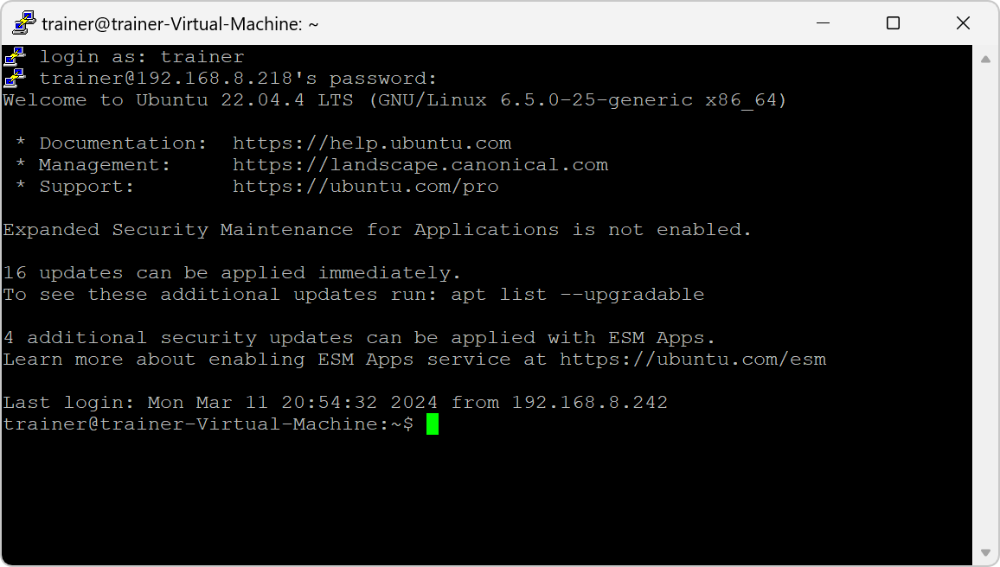 trainer@trainer-Virtual-Machine: ~
login as: trainer
trainer@192.168.8.218's password:
Welcome to Ubuntu 22.04.4 LTS (GNU/Linux 6.5.0-25-generic x86_64)
* Documentation:  https://help.ubuntu.com
* Management:     https://landscape.canonical.com
* Support:        https://ubuntu.com/pro
Expanded Security Maintenance for Applications is not enabled.
16 updates can be applied immediately.
To see these additional updates run: apt list --upgradable
4 additional security updates can be applied with ESM Apps.
Learn more about enabling ESM Apps service at https://ubuntu.com/esm
Last login: Mon Mar 11 20:54:32 2024 from 192.168.8.242
trainer@trainer-Virtual-Machine:~$